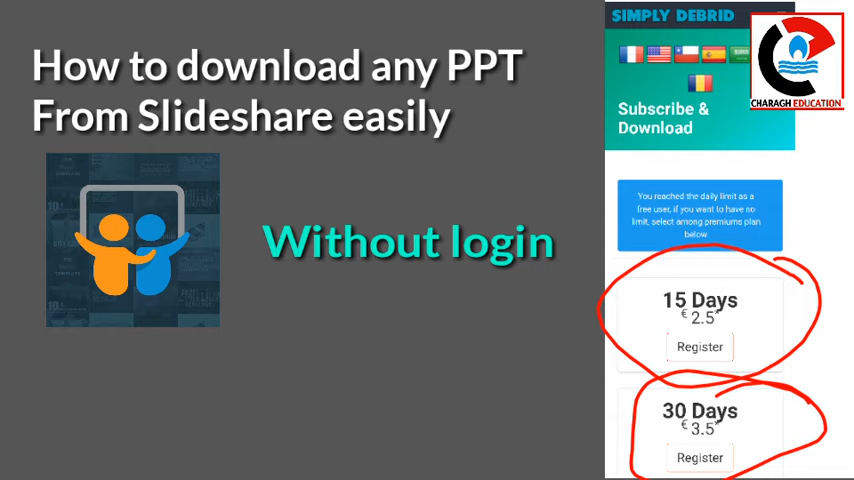 How to download any PPT
From Slideshare easily
Without login
SIMPLY DEBRID
CHARAGH EDUCATION
Subscribe &
Download
You reached the daily limit as a
free user, if you want to have no
limit, select among premiums plan
below
15 Days
€ 2.5*
Register
30 Days
€ 3.5*
Register